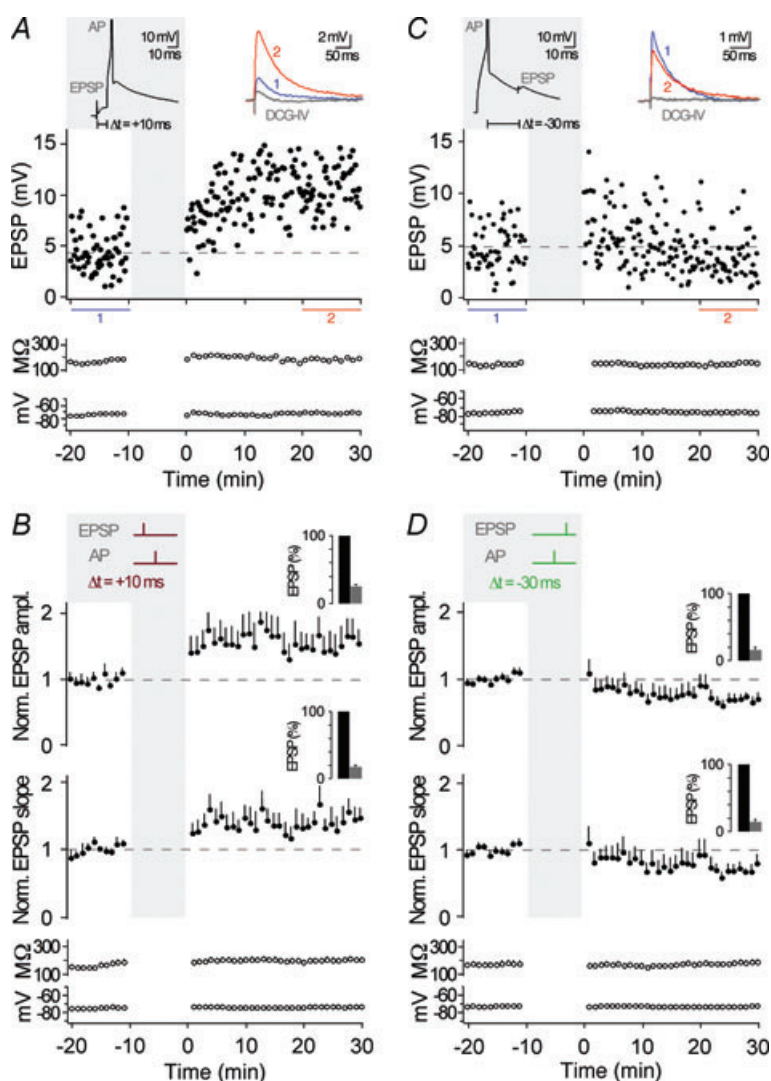 A
AP
10 mV
10 ms
EPSP
Δt = +10 ms
2 mV
50 ms
2
1
DCG-IV
15
10
5
0
EPSP (mV)
1
2
300
100
MΩ
-60
-80
mV
-20 -10 0 10 20 30
Time (min)
C
AP
10 mV
10 ms
EPSP
Δt = -30 ms
1 mV
50 ms
1
2
DCG-IV
15
10
5
0
EPSP (mV)
1
2
300
100
MΩ
-60
-80
mV
-20 -10 0 10 20 30
Time (min)
B
EPSP
AP
Δt = +10 ms
100
0
EPSP (%)
2
1
0
Norm. EPSP ampl.
100
0
EPSP (%)
2
1
0
Norm. EPSP slope
300
100
MΩ
-60
-80
mV
-20 -10 0 10 20 30
Time (min)
D
EPSP
AP
Δt = -30 ms
100
0
EPSP (%)
2
1
0
Norm. EPSP ampl.
100
0
EPSP (%)
2
1
0
Norm. EPSP slope
300
100
MΩ
-60
-80
mV
-20 -10 0 10 20 30
Time (min)